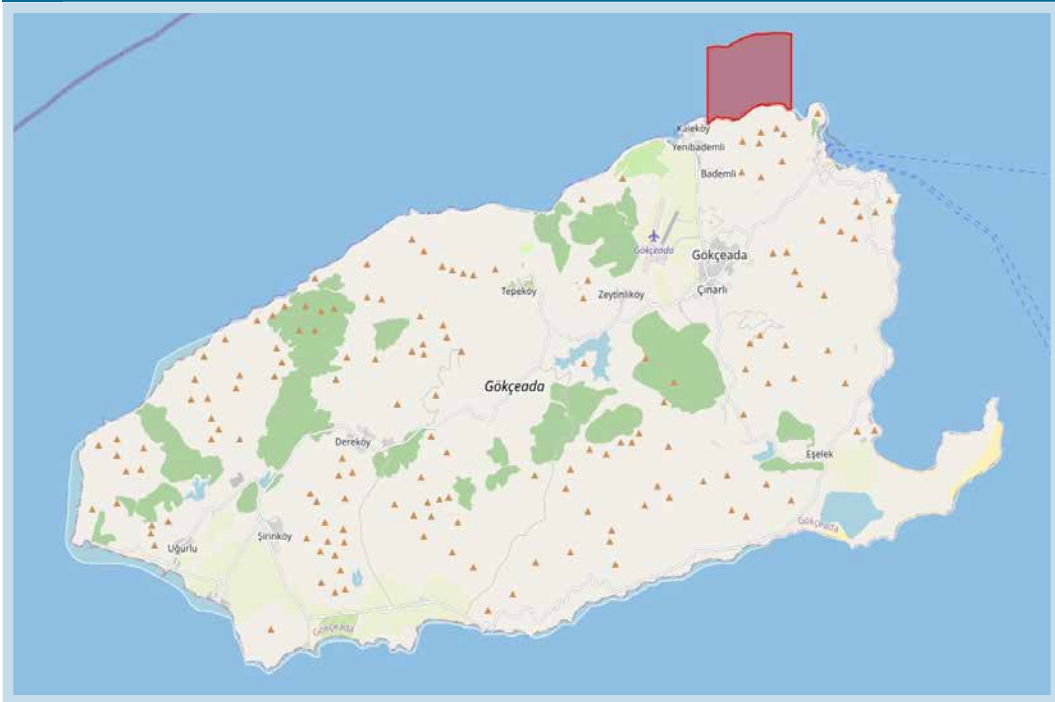 Kaleköy
Yenibademli
Bademli
Gökçeada
Gökçeada
Çınarlı
Tepeköy
Zeytinliköy
Gökçeada
Dereköy
Eşelek
Gökçeada
Şirinköy
Uğurlu
Gökçeada